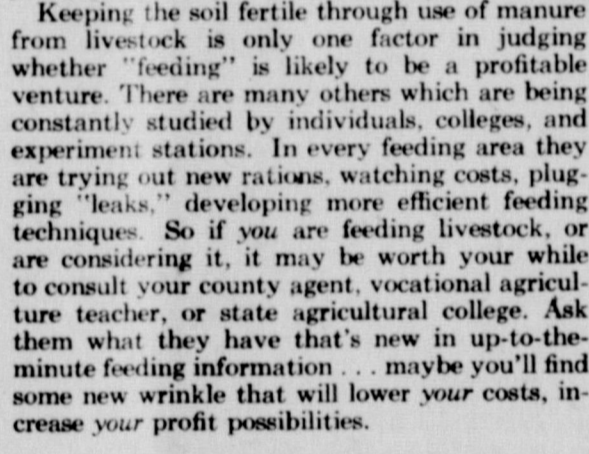 Keeping the soil fertile through use of manure
from livestock is only one factor in judging
whether "feeding" is likely to be a profitable
venture. There are many others which are being
constantly studied by individuals, colleges, and
experiment stations. In every feeding area they
are trying out new rations, watching costs, plug-
ging "leaks," developing more efficient feeding
techniques. So if you are feeding livestock, or
are considering it, it may be worth your while
to consult your county agent, vocational agricul-
ture teacher, or state agricultural college. Ask
them what they have that's new in up-to-the-
minute feeding information . . . maybe you'll find
some new wrinkle that will lower your costs, in-
crease your profit possibilities.